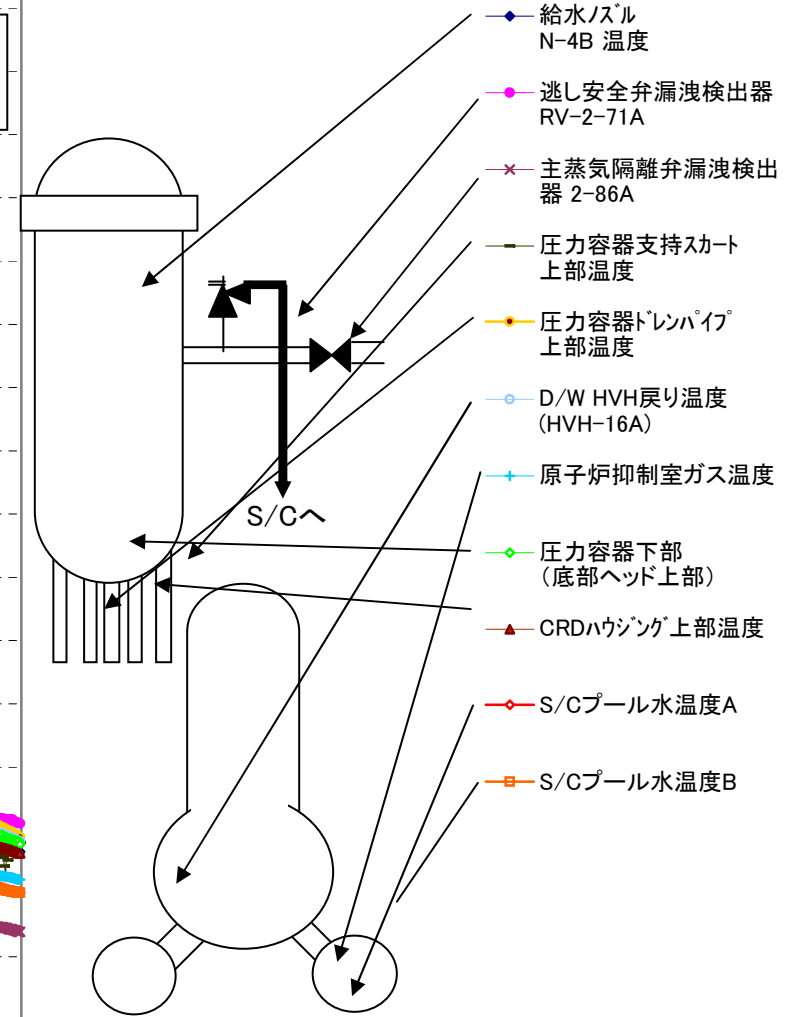 給水ノズル
N-4B 温度
逃し安全弁漏洩検出器
RV-2-71A
主蒸気隔離弁漏洩検出
器 2-86A
圧力容器支持スカート
上部温度
圧力容器ドレンパイプ
上部温度
D/W HVH戻り温度
(HVH-16A)
原子炉抑制室ガス温度
S/Cへ
圧力容器下部
(底部ヘッド上部)
CRDハウジング上部温度
S/Cプール水温度A
S/Cプール水温度B